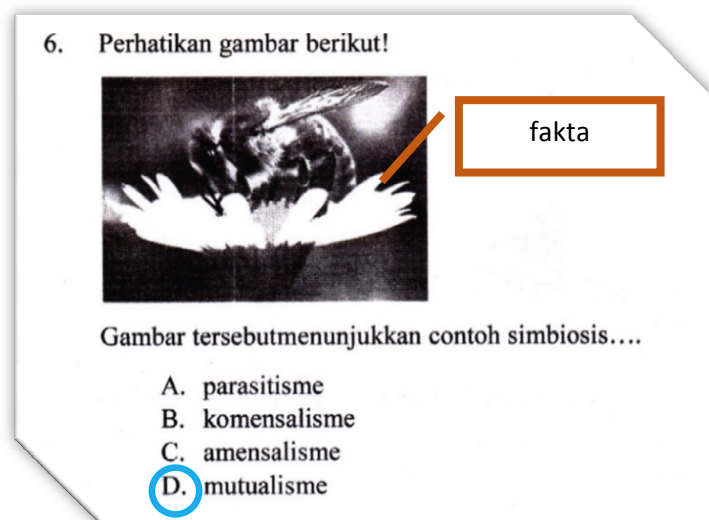 6. Perhatikan gambar berikut!
fakta
Gambar tersebutmenunjukkan contoh simbiosis....
A. parasitisme
B. komensalisme
C. amensalisme
D. mutualisme